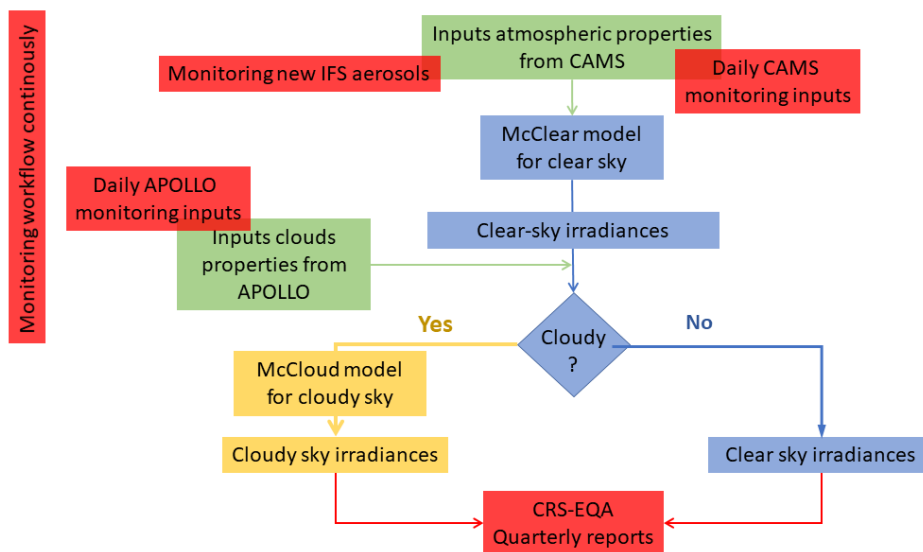 Monitoring workflow continously
Inputs atmospheric properties
from CAMS
Monitoring new IFS aerosols
Daily CAMS
monitoring inputs
McClear model
for clear sky
Daily APOLLO
monitoring inputs
Clear-sky irradiances
Inputs clouds
properties from
APOLLO
Yes
No
Cloudy
?
McCloud model
for cloudy sky
Cloudy sky irradiances
Clear sky irradiances
CRS-EQA
Quarterly reports